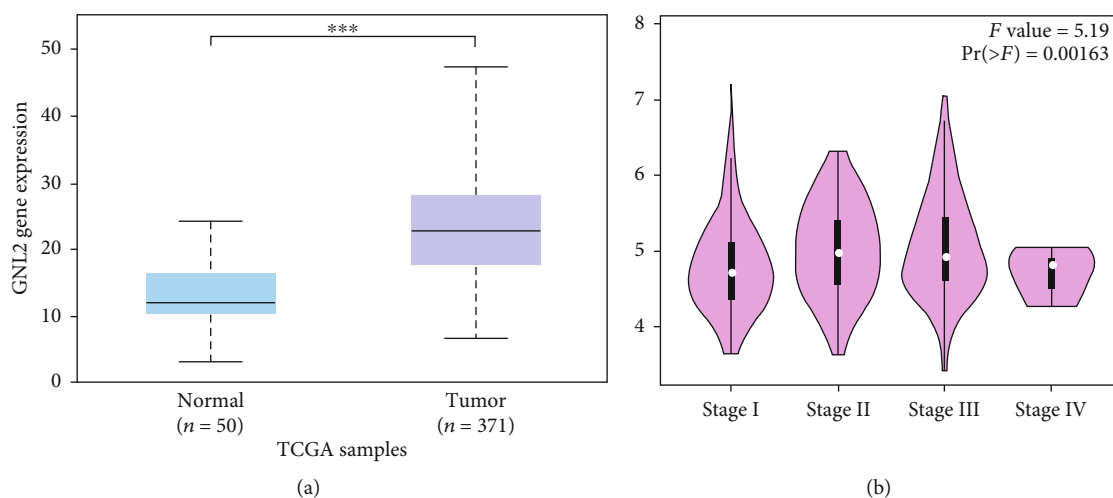 ***
GNL2 gene expression
50
40
30
20
10
0
Normal
(n = 50)
Tumor
(n = 371)
TCGA samples
(a)
F value = 5.19
Pr(>F) = 0.00163
8
7
6
5
4
Stage I
Stage II
Stage III
Stage IV
(b)